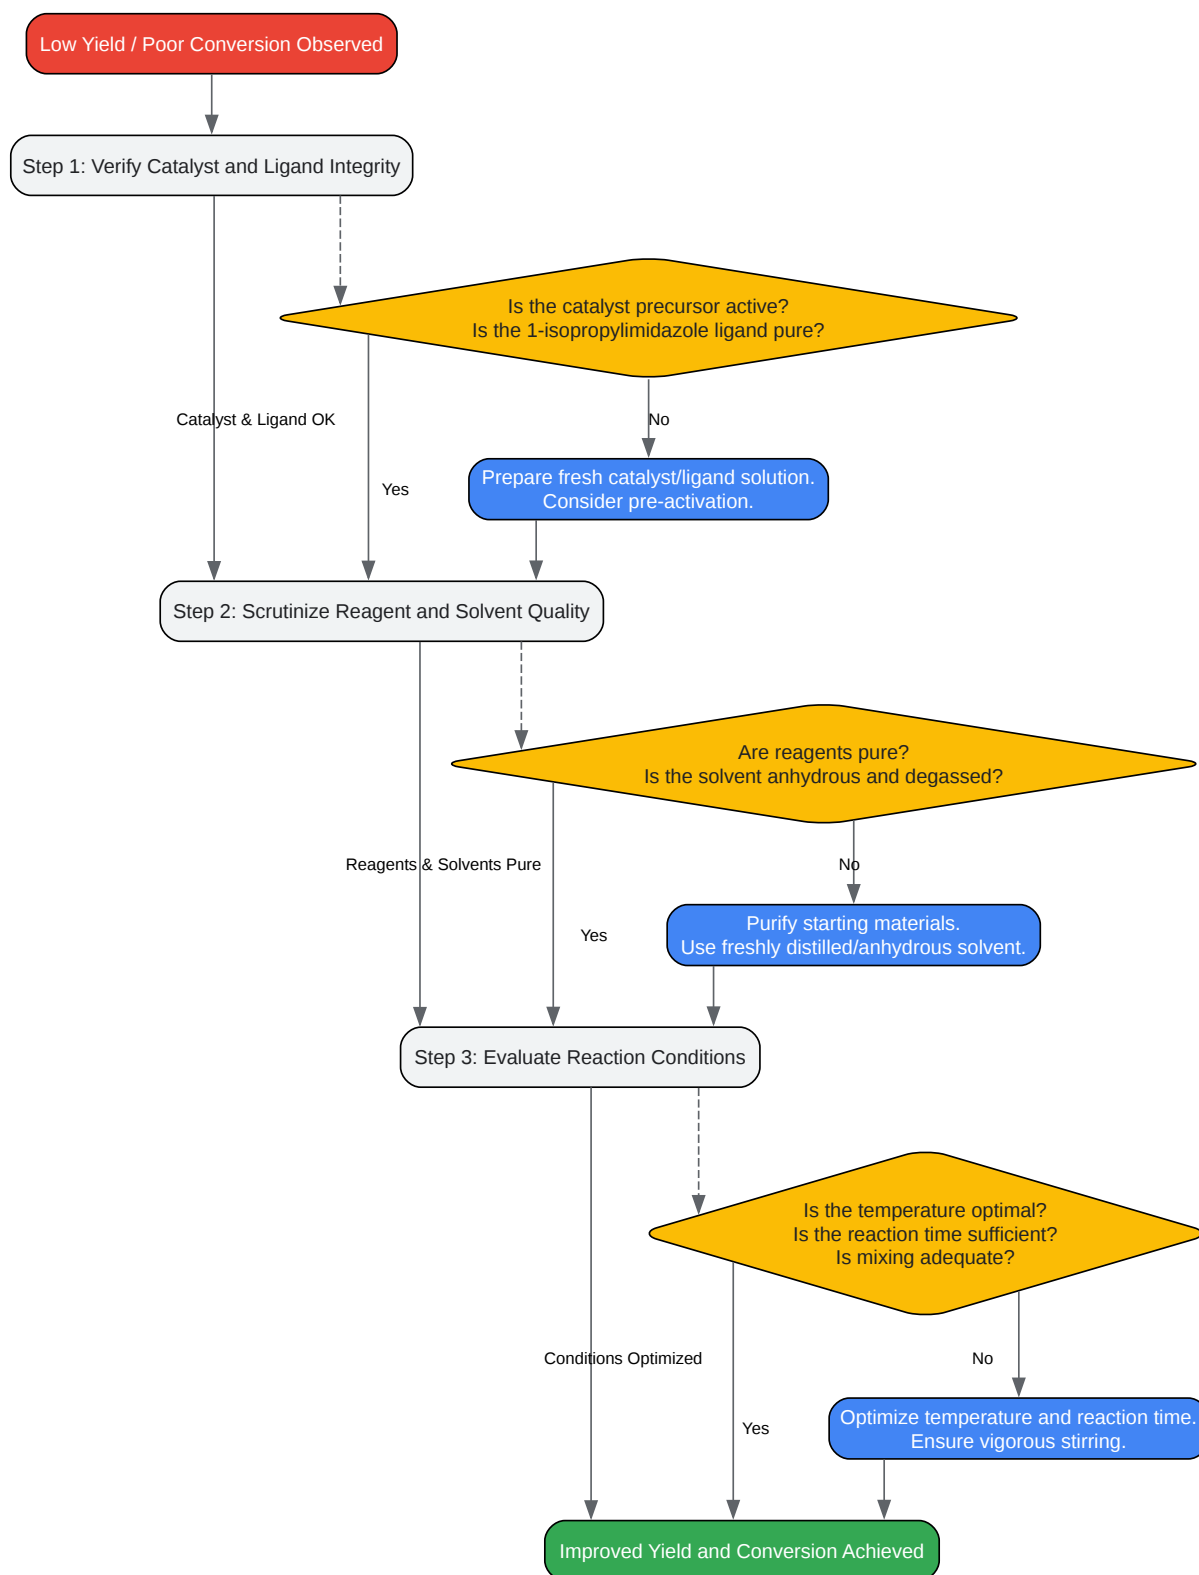 Low Yield / Poor Conversion Observed
Step 1: Verify Catalyst and Ligand Integrity
Is the catalyst precursor active?
Is the 1-isopropylimidazole ligand pure?
Catalyst & Ligand OK
No
Prepare fresh catalyst/ligand solution.
Consider pre-activation.
Yes
Step 2: Scrutinize Reagent and Solvent Quality
Are reagents pure?
Is the solvent anhydrous and degassed?
Reagents & Solvents Pure
No
Purify starting materials.
Use freshly distilled/anhydrous solvent.
Yes
Step 3: Evaluate Reaction Conditions
Is the temperature optimal?
Is the reaction time sufficient?
Is mixing adequate?
Conditions Optimized
No
Optimize temperature and reaction time.
Ensure vigorous stirring.
Yes
Improved Yield and Conversion Achieved